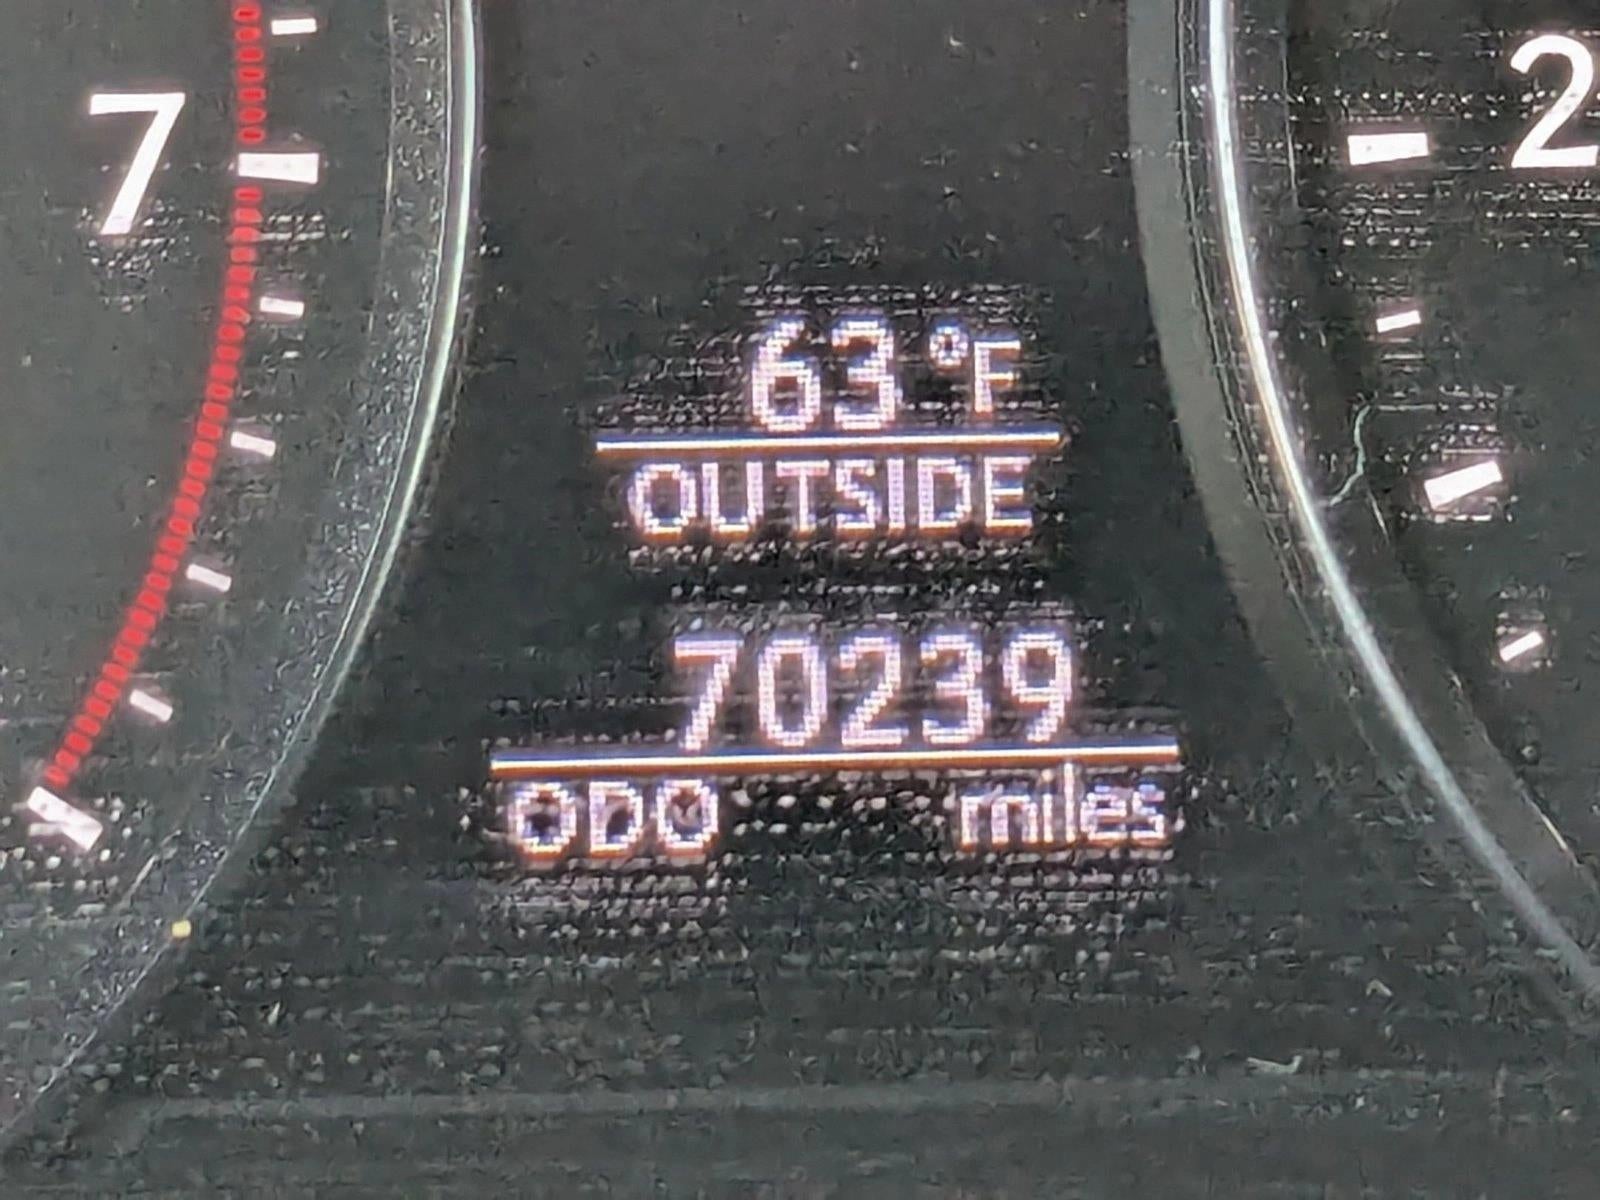 7
2
63 °F
OUTSIDE
70239
ODO miles